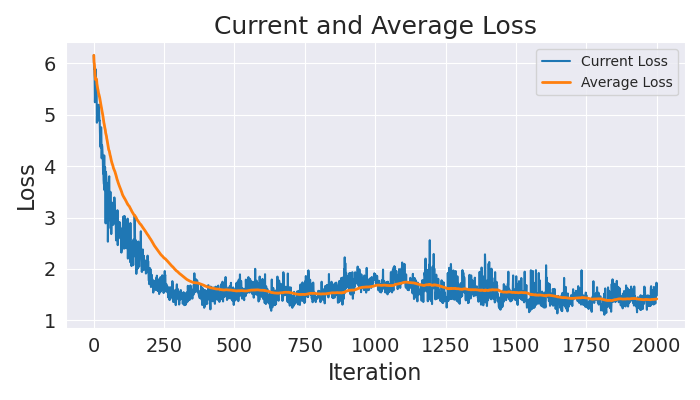 Current and Average Loss
Current Loss
Average Loss
Loss
6
5
4
3
2
1
0 250 500 750 1000 1250 1500 1750 2000
Iteration